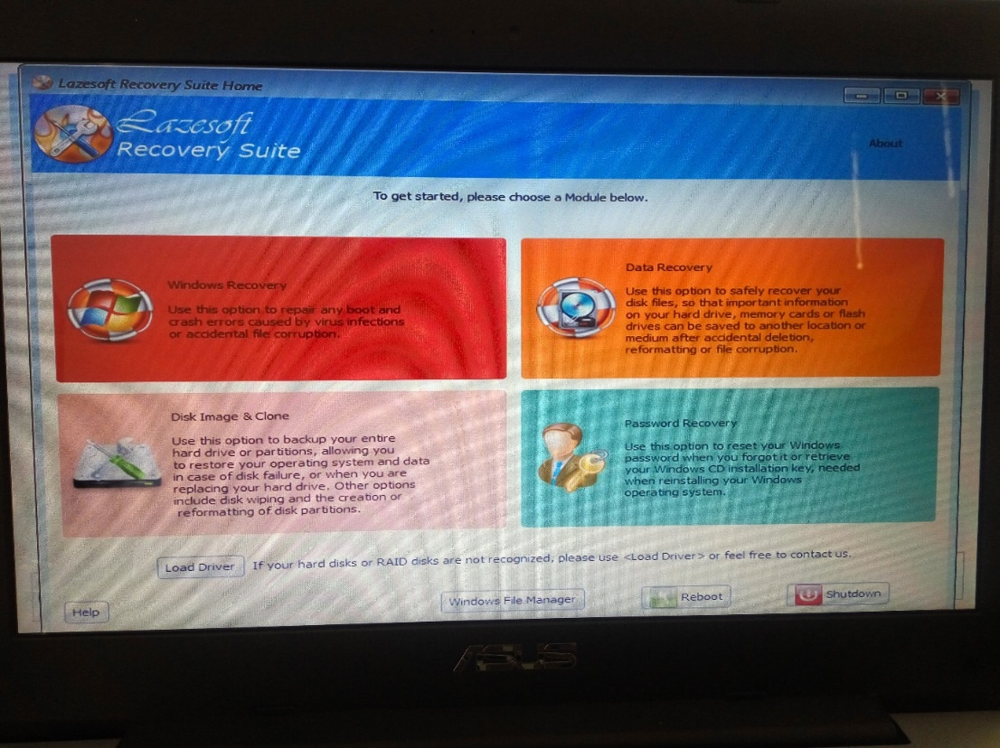 Lazesoft Recovery Suite Home
Lazesoft
Recovery Suite
About
To get started, please choose a Module below.
Windows Recovery
Use this option to repair any boot and
crash errors caused by virus infections
or accidental file corruption.
Data Recovery
Use this option to safely recover your
disk files, so that important information
on your hard drive, memory cards or flash
drives can be saved to another location or
medium after accidental deletion,
reformatting or file corruption.
Disk Image & Clone
Use this option to backup your entire
hard drive or partitions, allowing you
to restore your operating system and data
in case of disk failure, or when you are
replacing your hard drive. Other options
include disk wiping and the creation or
reformatting of disk partitions.
Password Recovery
Use this option to reset your Windows
password when you forgot it or retrieve
your Windows CD installation key, needed
when reinstalling your Windows
operating system.
Load Driver
If your hard disks or RAID disks are not recognized, please use <Load Driver> or feel free to contact us.
Help
Windows File Manager
Reboot
Shutdown
ASUS